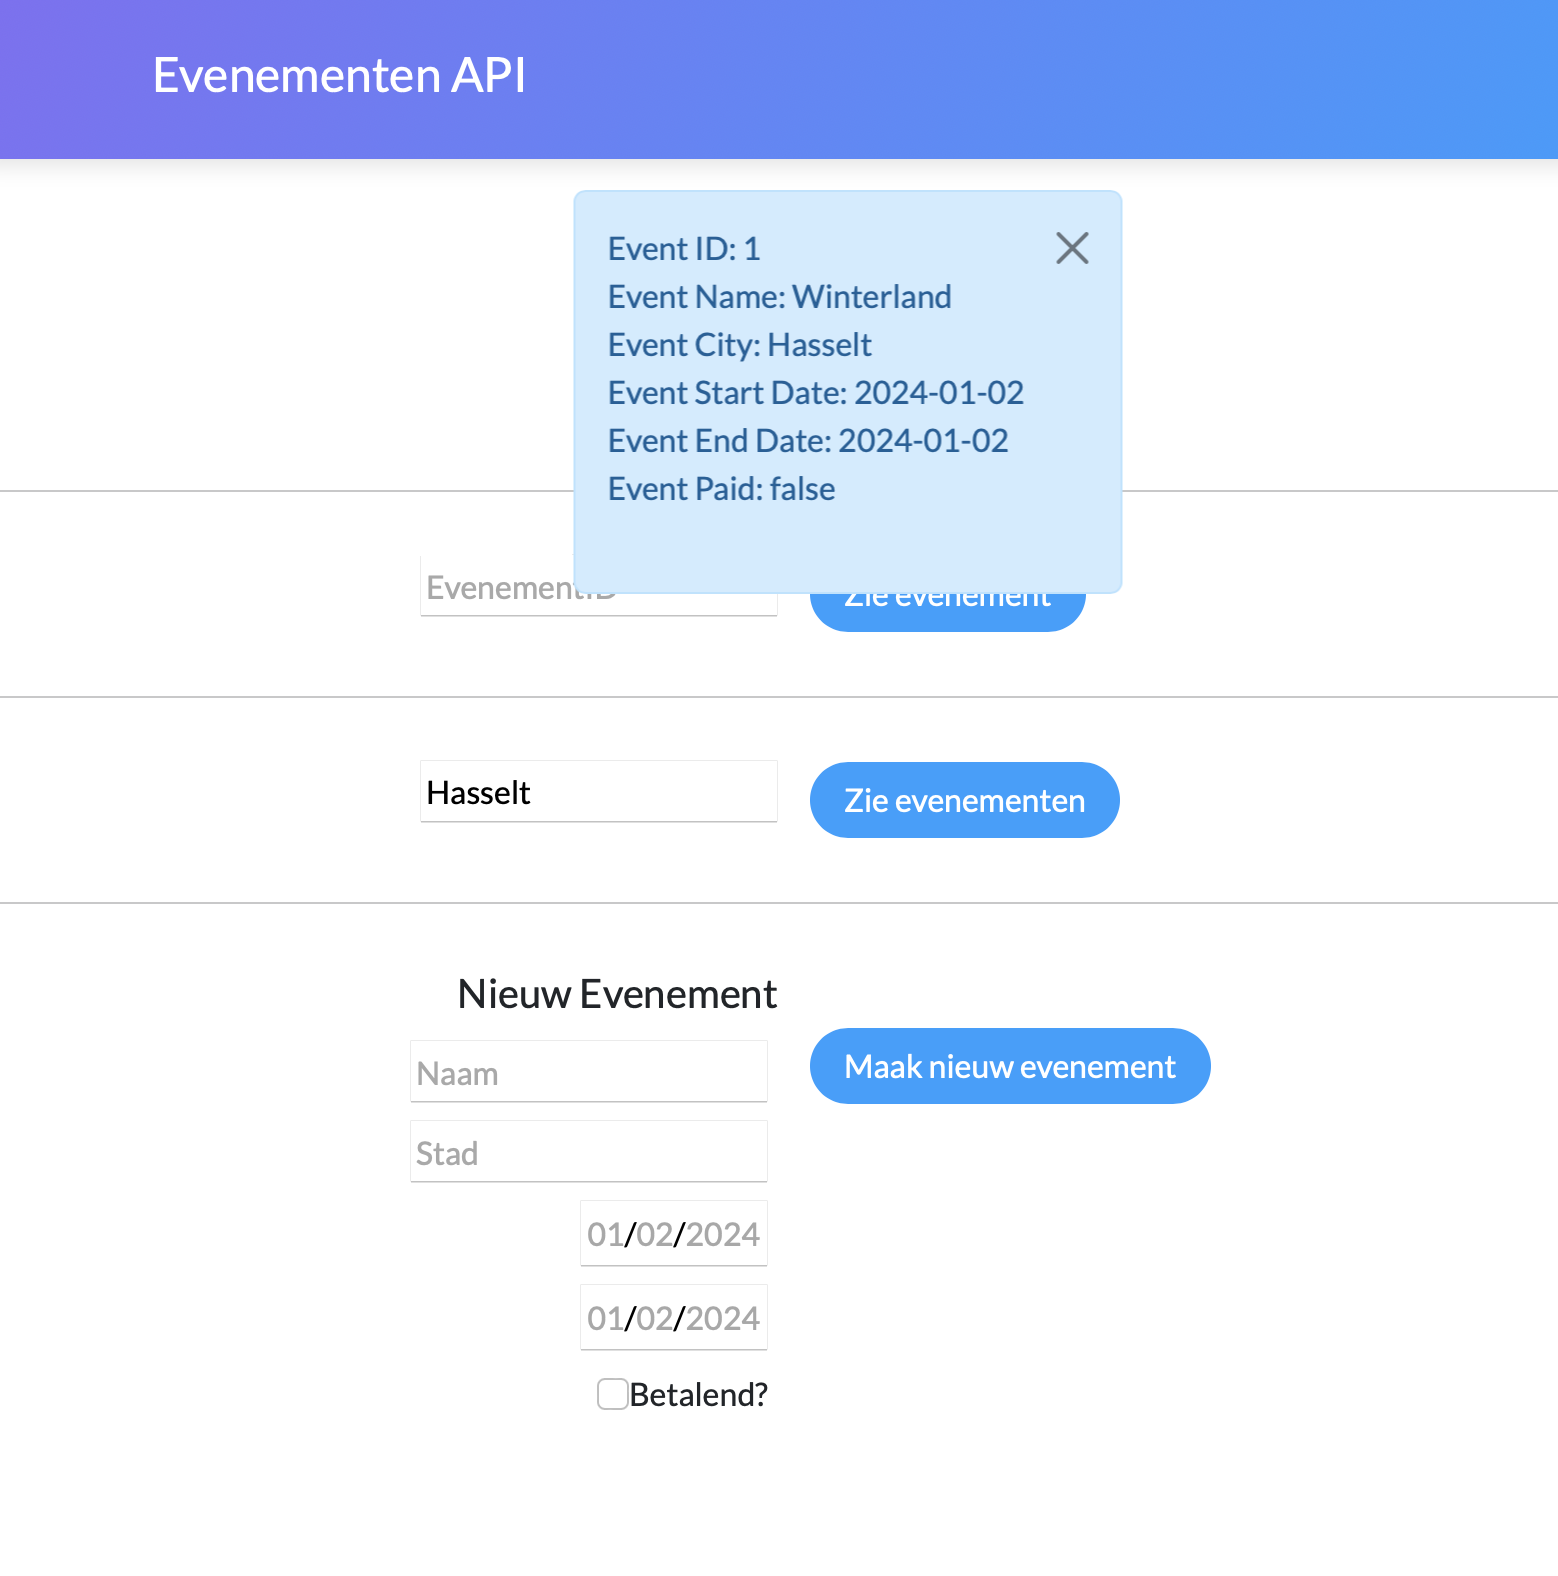 Evenementen API
Event ID: 1
Event Name: Winterland
Event City: Hasselt
Event Start Date: 2024-01-02
Event End Date: 2024-01-02
Event Paid: false
EvenementID
Zie evenement
Hasselt
Zie evenementen
Nieuw Evenement
Naam
Maak nieuw evenement
Stad
01/02/2024
01/02/2024
Betalend?